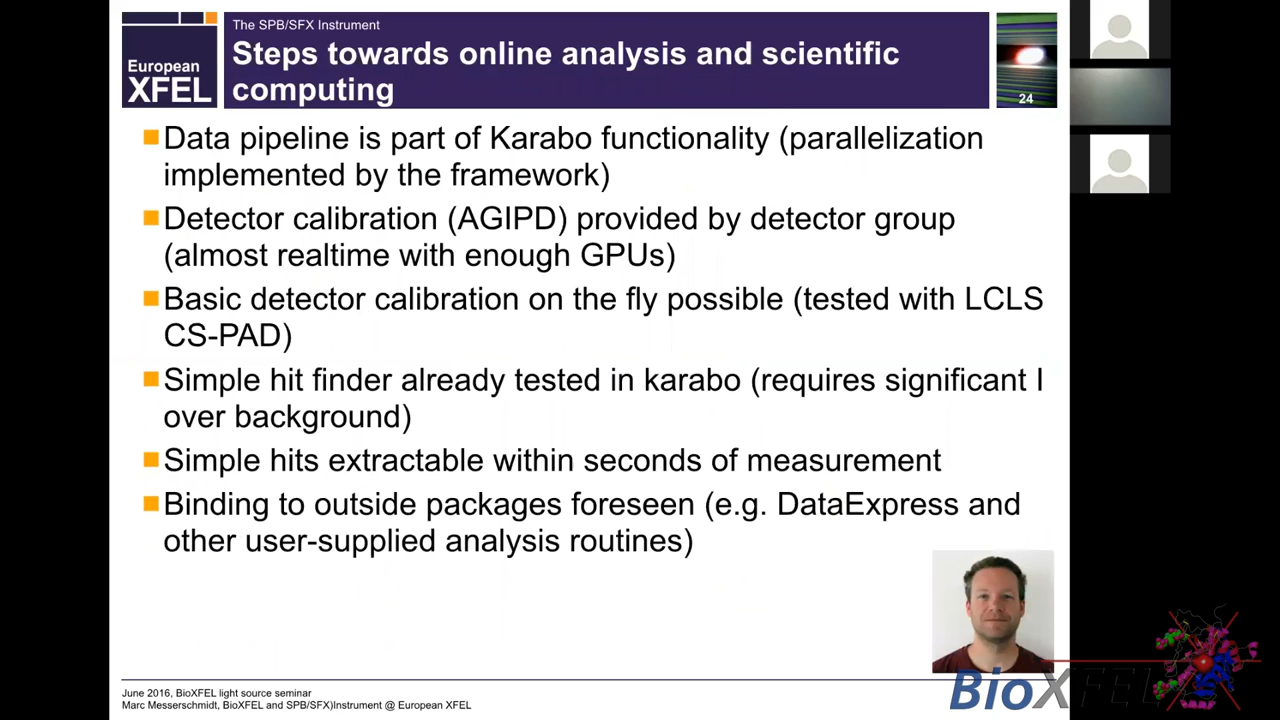 The SPB/SFX Instrument
Steps towards online analysis and scientific
computing
European
XFEL
24
Data pipeline is part of Karabo functionality (parallelization
implemented by the framework)
Detector calibration (AGIPD) provided by detector group
(almost realtime with enough GPUs)
Basic detector calibration on the fly possible (tested with LCLS
CS-PAD)
Simple hit finder already tested in karabo (requires significant I
over background)
Simple hits extractable within seconds of measurement
Binding to outside packages foreseen (e.g. DataExpress and
other user-supplied analysis routines)
June 2016, BioXFEL light source seminar
Marc Messerschmidt, BioXFEL and SPB/SFX)Instrument @ European XFEL
BioXFEL